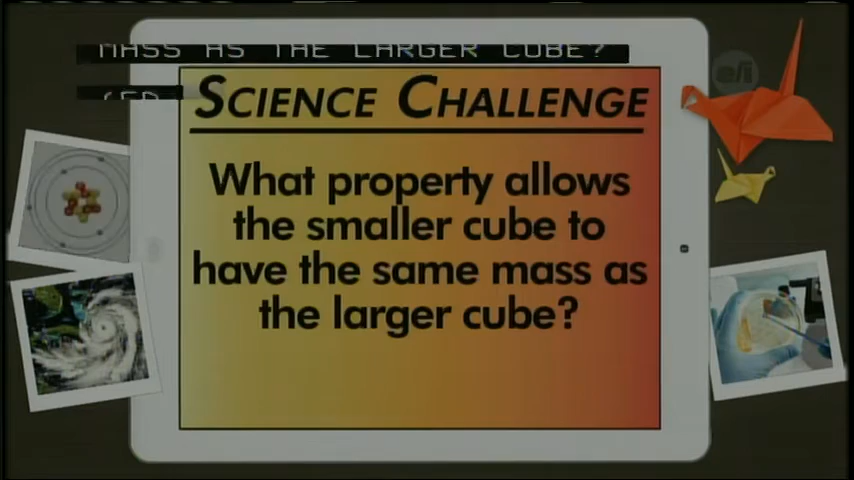 MASS AS THE LARGER CUBE?
SCIENCE CHALLENGE
What property allows
the smaller cube to
have the same mass as
the larger cube?